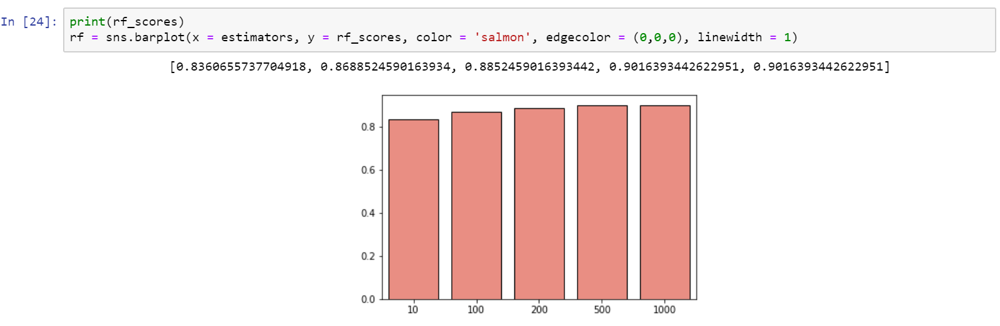 In [24]: print(rf_scores)
rf = sns.barplot(x = estimators, y = rf_scores, color = 'salmon', edgecolor = (0,0,0), linewidth = 1)
[0.8360655737704918, 0.8688524590163934, 0.8852459016393442, 0.9016393442622951, 0.9016393442622951]
0.8
0.6
0.4
0.2
0.0
10 100 200 500 1000